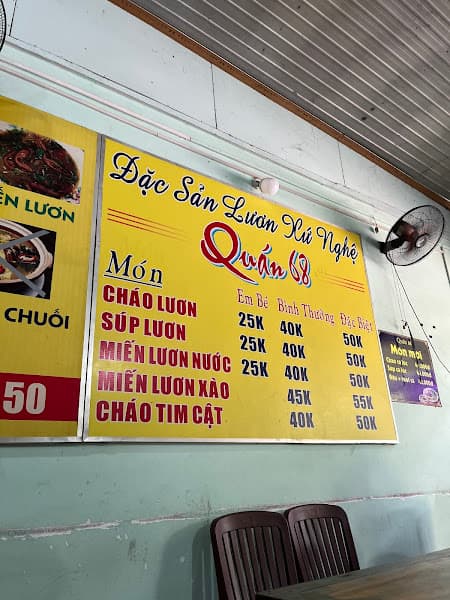 ĐẶC SẢN LƯƠN XỨ NGHỆ
Quán 68
Món Em Bé Bình Thường Đặc Biệt
CHÁO LƯƠN 25K 40K 50K
SÚP LƯƠN 25K 40K 50K
MIẾN LƯƠN NƯỚC 25K 40K 50K
MIẾN LƯƠN XÀO 45K 55K
CHÁO TIM CẬT 40K 50K
ẾN LƯƠN
CHUỐI
50
Món mới